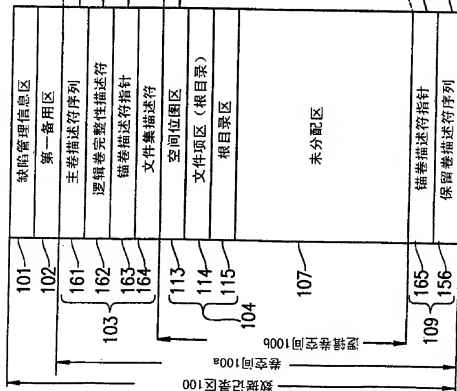 101 缺陷管理信息区
102 第一备用区
103
161 主卷描述符序列
162 逻辑卷完整性描述符
163 锚卷描述符指针
164 文件集描述符
104
113 空间位图区
114 文件项区（根目录）
115 根目录区
107 未分配区
109
165 锚卷描述符指针
156 保留卷描述符序列
逻辑卷空间100b
卷空间100a
数据记录区100